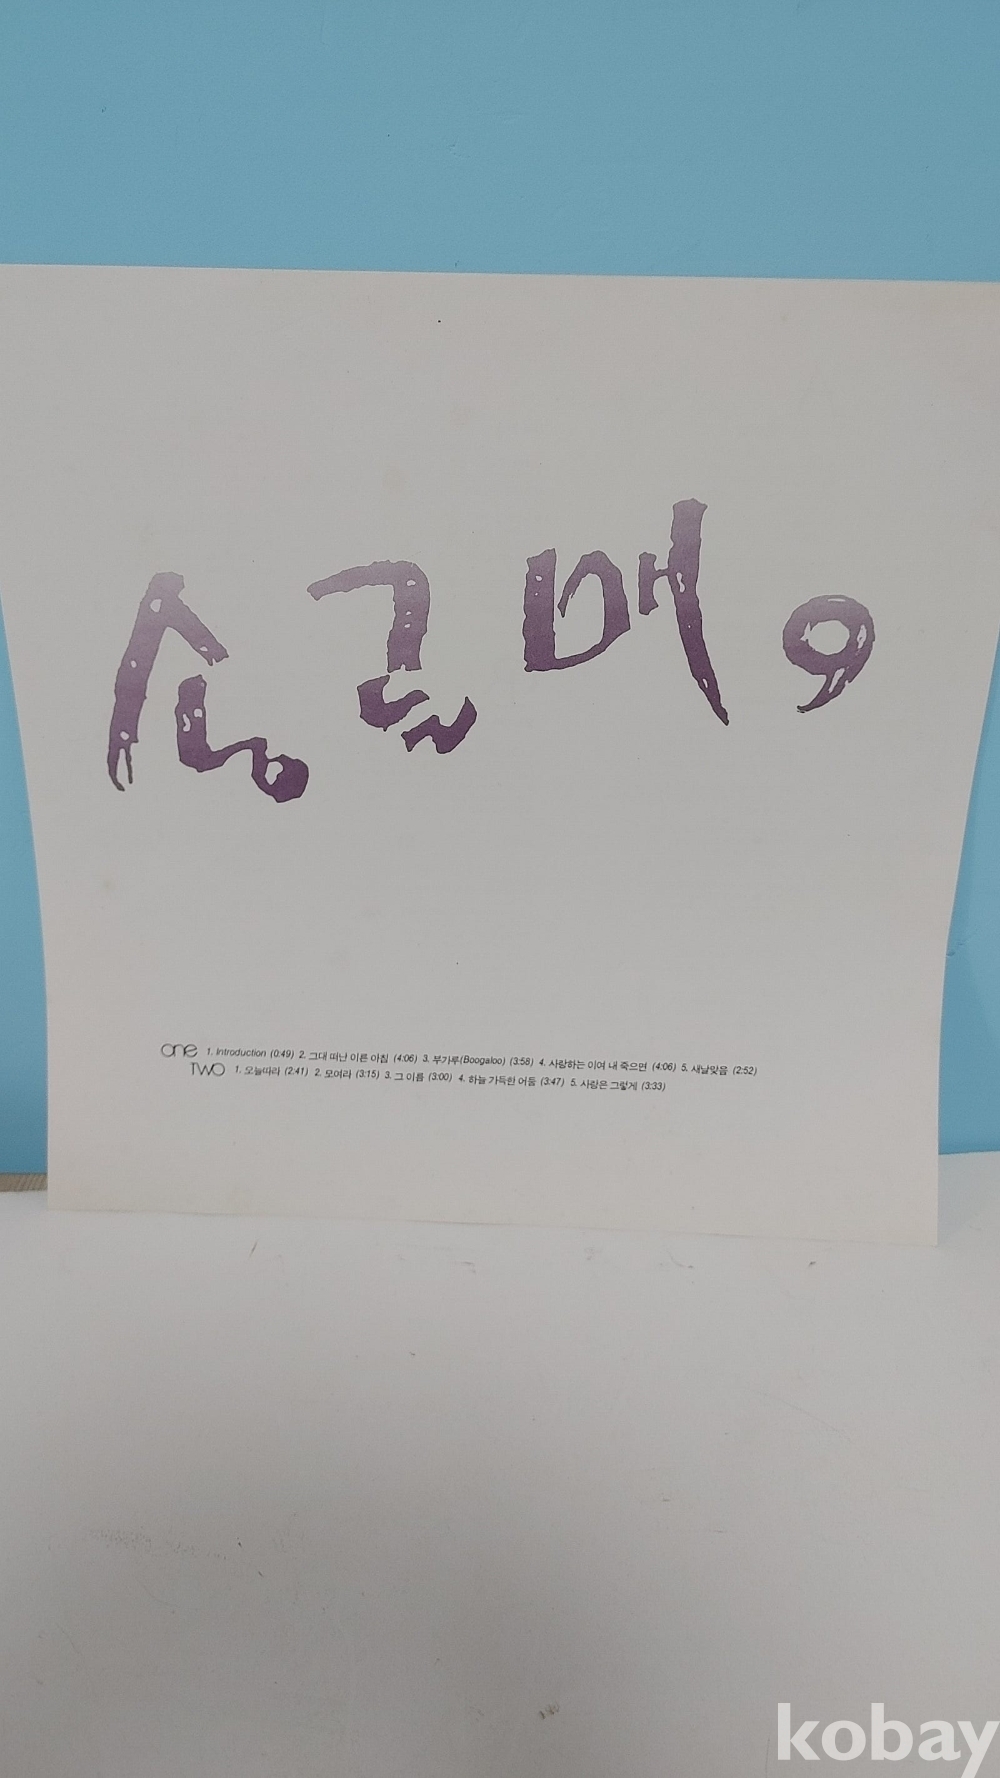 송골매 9
one 1. Introduction (0:49) 2. 그대 떠난 이른 아침 (4:06) 3. 부가루(Boogaloo) (3:58) 4. 사랑하는 이여 내 죽으면 (4:06) 5. 새날맞음 (2:52)
TWO 1. 오늘따라 (2:41) 2. 모여라 (3:15) 3. 그 이름 (3:00) 4. 하늘 가득한 어둠 (3:47) 5. 사랑은 그렇게 (3:33)
kobay